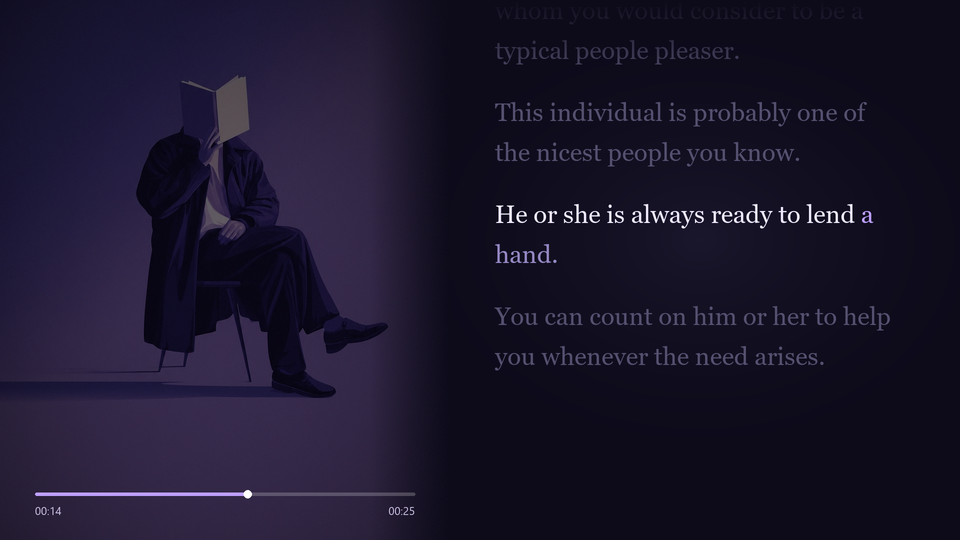 whom you would consider to be a
typical people pleaser.
This individual is probably one of
the nicest people you know.
He or she is always ready to lend a
hand.
You can count on him or her to help
you whenever the need arises.
00:14
00:25